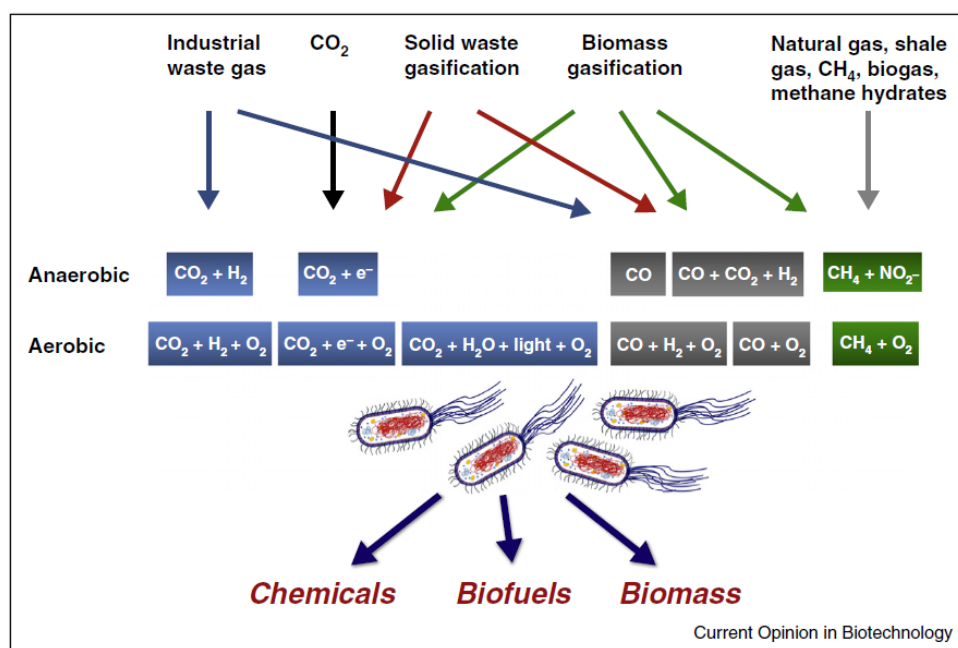 Industrial
waste gas
CO₂
Solid waste
gasification
Biomass
gasification
Natural gas, shale
gas, CH₄, biogas,
methane hydrates
Anaerobic
CO₂ + H₂
CO₂ + e⁻
CO
CO + CO₂ + H₂
CH₄ + NO₂⁻
Aerobic
CO₂ + H₂ + O₂
CO₂ + e⁻ + O₂
CO₂ + H₂O + light + O₂
CO + H₂ + O₂
CO + O₂
CH₄ + O₂
Chemicals
Biofuels
Biomass
Current Opinion in Biotechnology